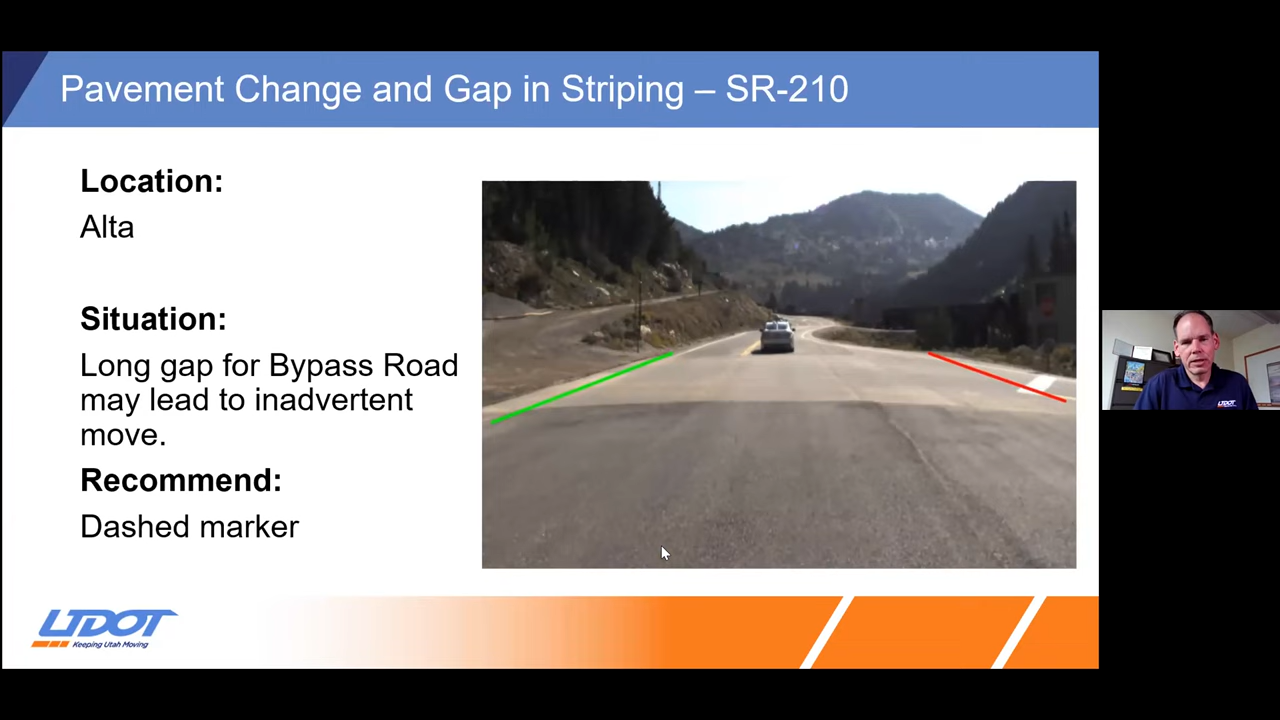 Pavement Change and Gap in Striping – SR-210
Location:
Alta
Situation:
Long gap for Bypass Road
may lead to inadvertent
move.
Recommend:
Dashed marker
UDOT
Keeping Utah Moving
UDOT